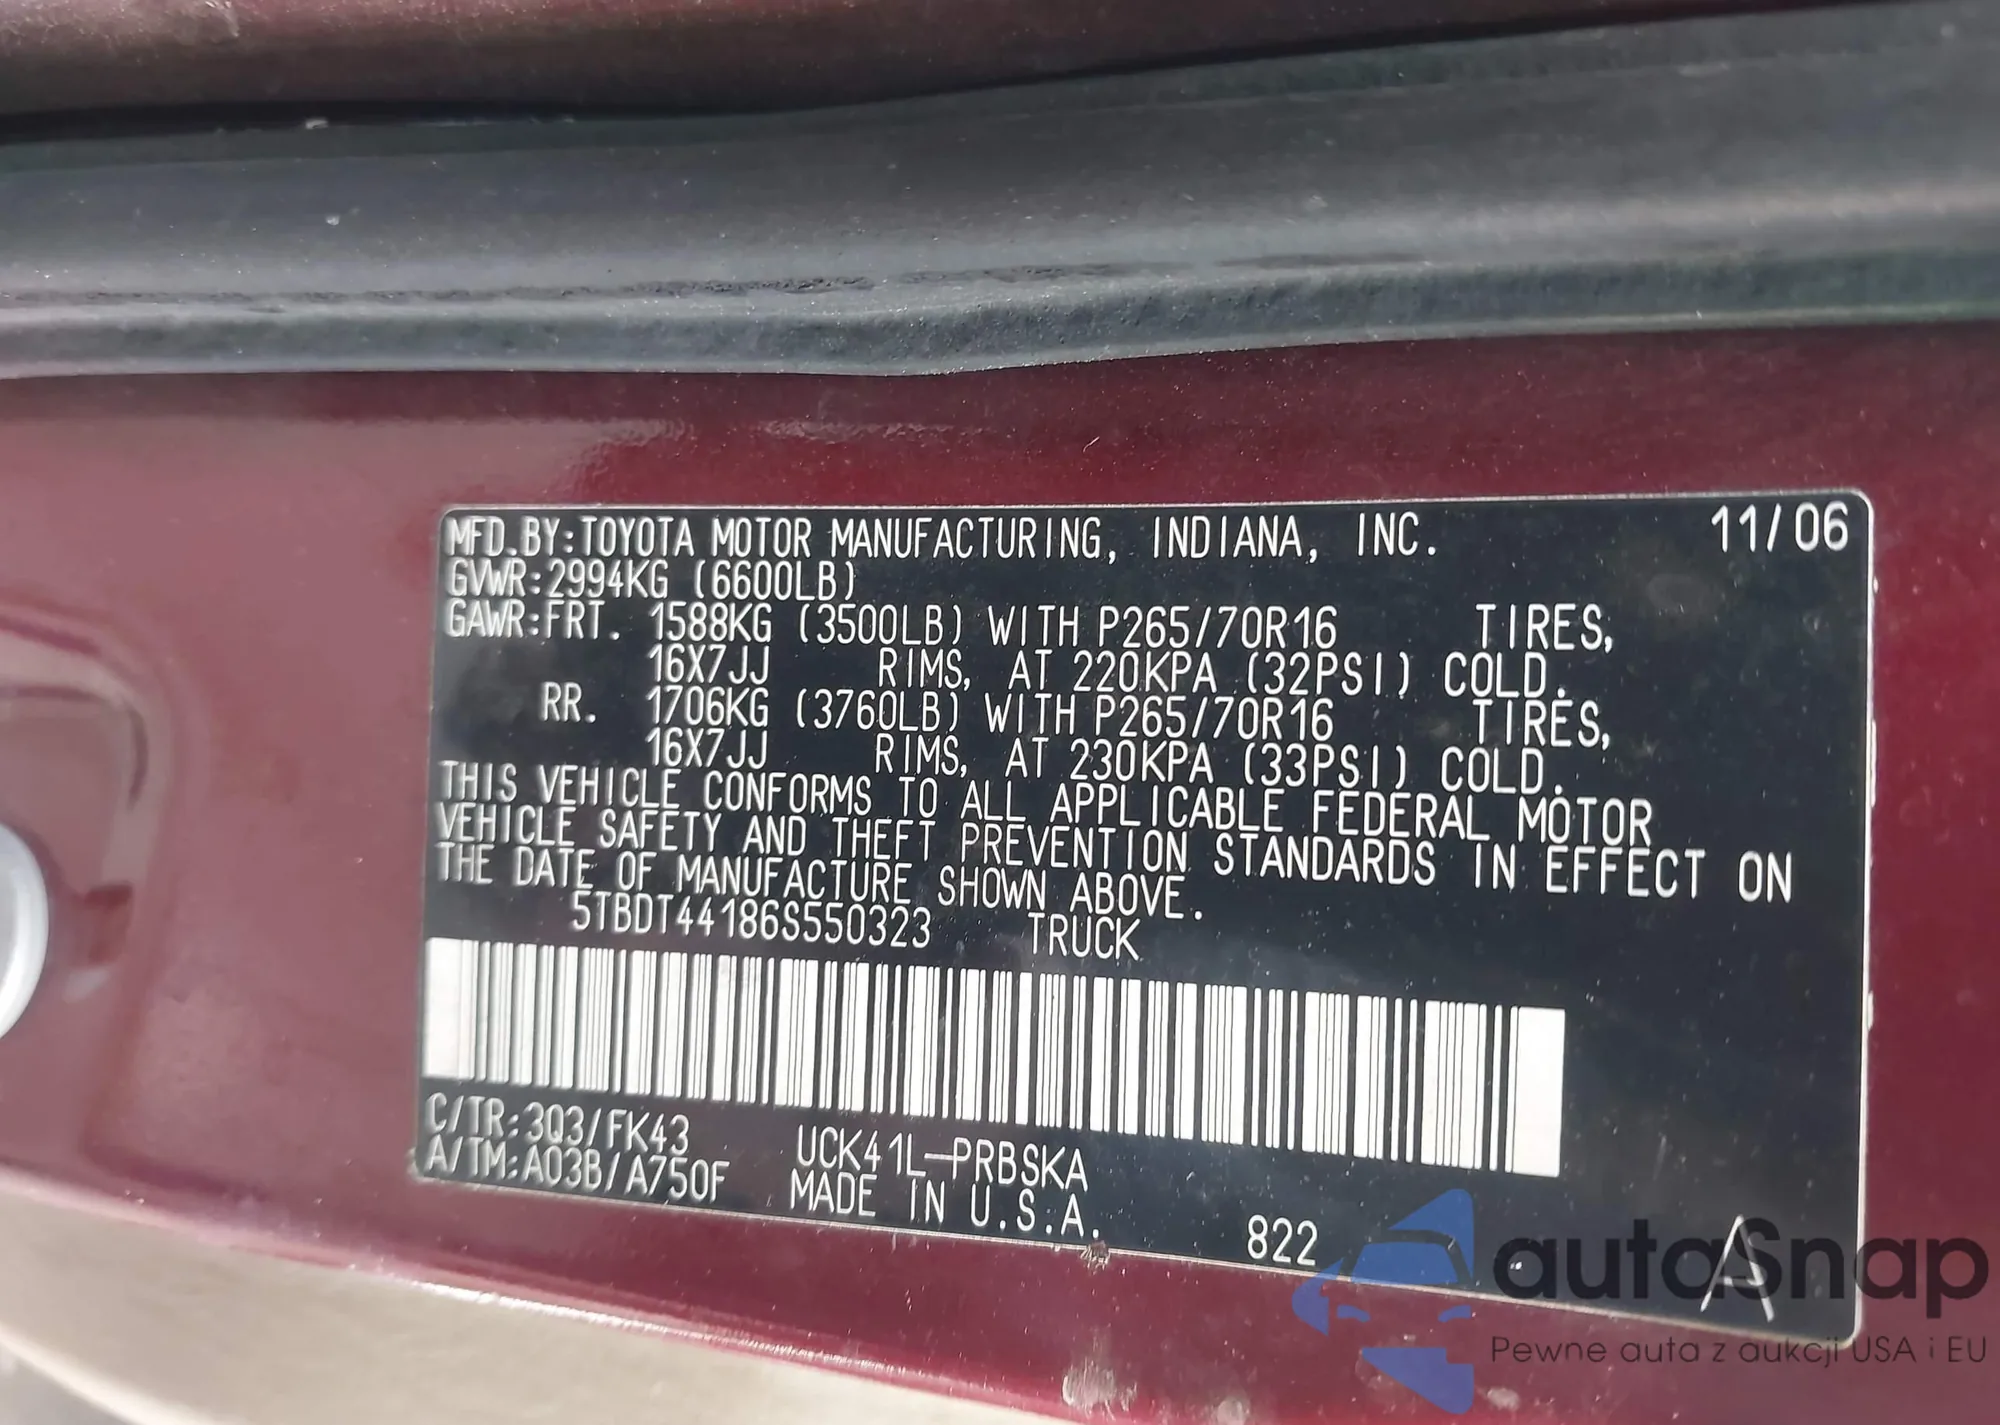 MFD.BY:TOYOTA MOTOR MANUFACTURING, INDIANA, INC. 11/06
GVWR:2994KG (6600LB)
GAWR:FRT. 1588KG (3500LB) WITH P265/70R16 TIRES,
16X7JJ RIMS, AT 220KPA (32PSI) COLD.
RR. 1706KG (3760LB) WITH P265/70R16 TIRES,
16X7JJ RIMS, AT 230KPA (33PSI) COLD.
THIS VEHICLE CONFORMS TO ALL APPLICABLE FEDERAL MOTOR
VEHICLE SAFETY AND THEFT PREVENTION STANDARDS IN EFFECT ON
THE DATE OF MANUFACTURE SHOWN ABOVE.
5TBDT44186S550323 TRUCK
C/TR:3Q3/FK43 UCK41L-PRBSKA
A/TM:A03B/A750F MADE IN U.S.A. 822
A
autoSnap
Pewne auta z aukcji USA i EU